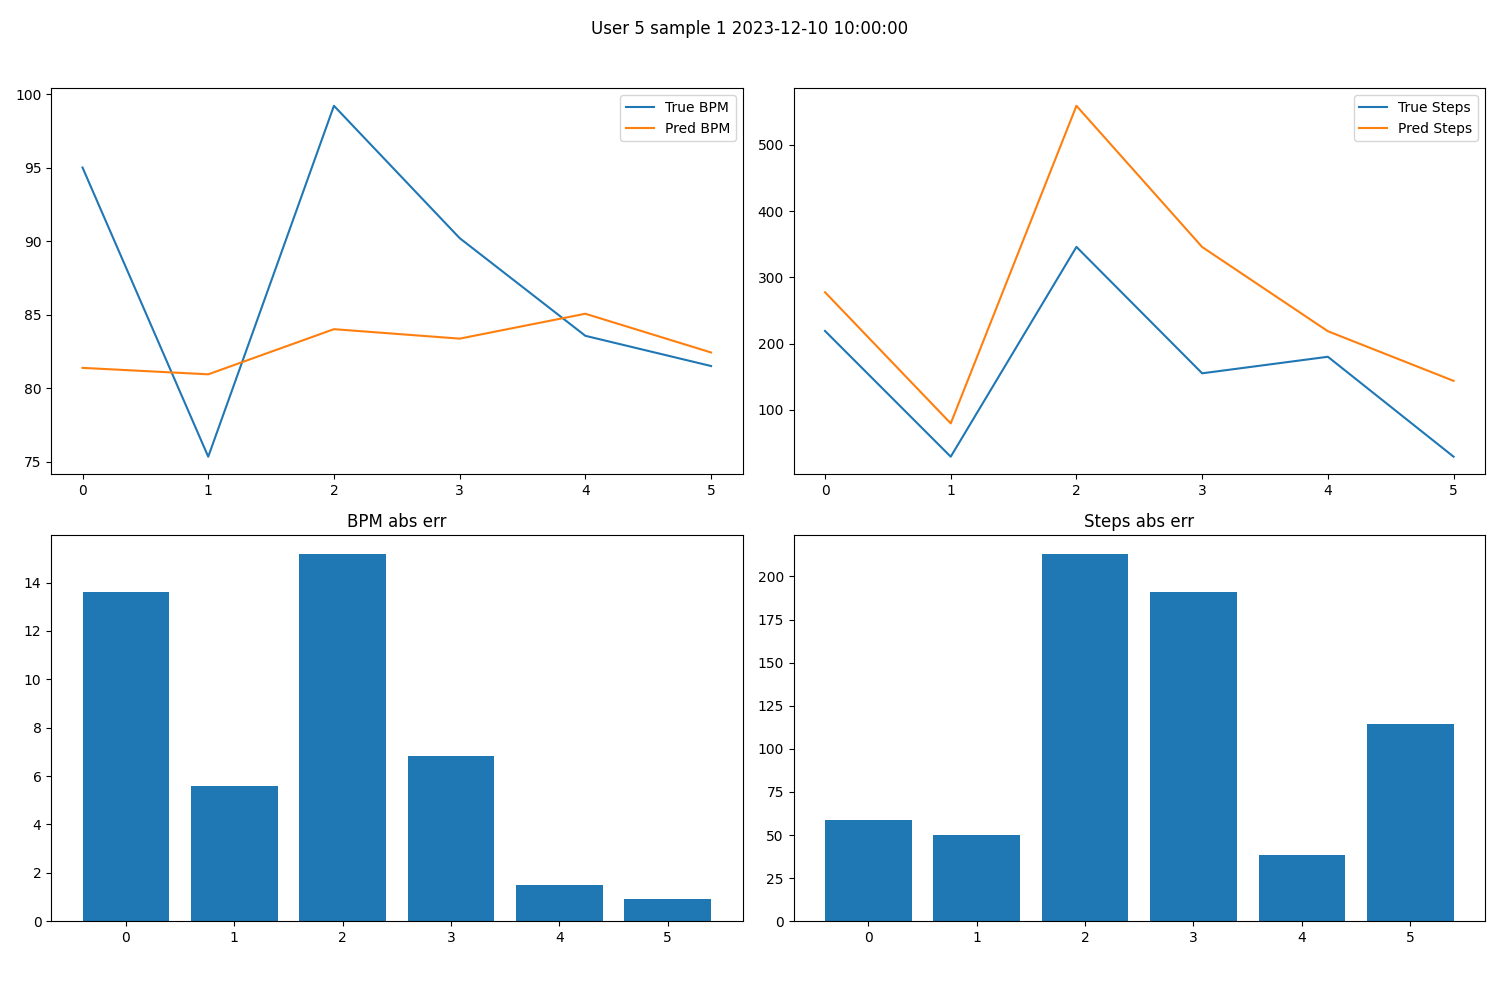 User 5 sample 1 2023-12-10 10:00:00
100
95
90
85
80
75
0 1 2 3 4 5
True BPM
Pred BPM
500
400
300
200
100
0 1 2 3 4 5
True Steps
Pred Steps
BPM abs err
14
12
10
8
6
4
2
0
0 1 2 3 4 5
Steps abs err
200
175
150
125
100
75
50
25
0
0 1 2 3 4 5